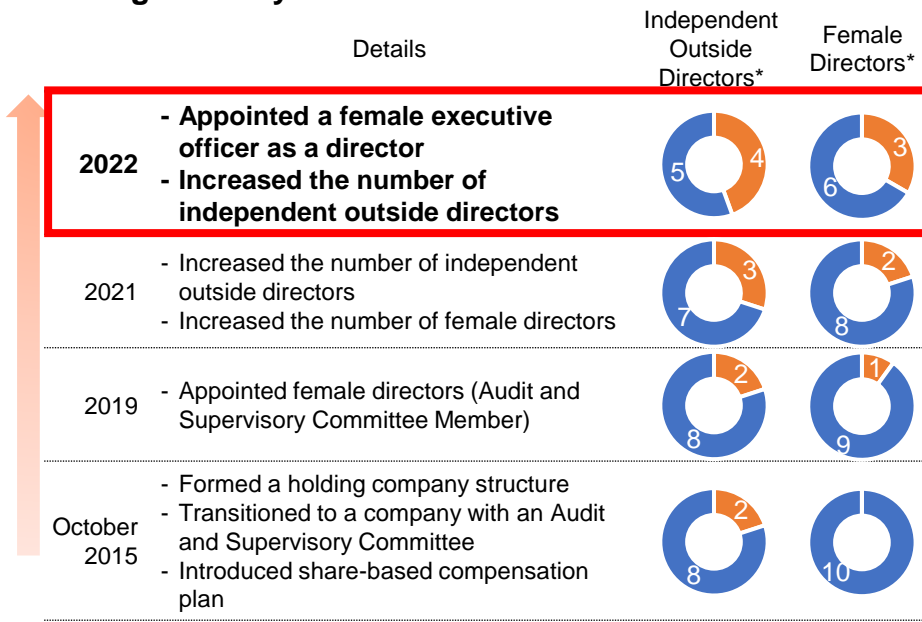 Details
Independent
Outside
Directors*
Female
Directors*
2022
- Appointed a female executive
officer as a director
- Increased the number of
independent outside directors
5
4
6
3
2021
- Increased the number of independent
outside directors
- Increased the number of female directors
7
3
8
2
2019
- Appointed female directors (Audit and
Supervisory Committee Member)
8
2
9
1
October
2015
- Formed a holding company structure
- Transitioned to a company with an Audit
and Supervisory Committee
- Introduced share-based compensation
plan
8
2
10